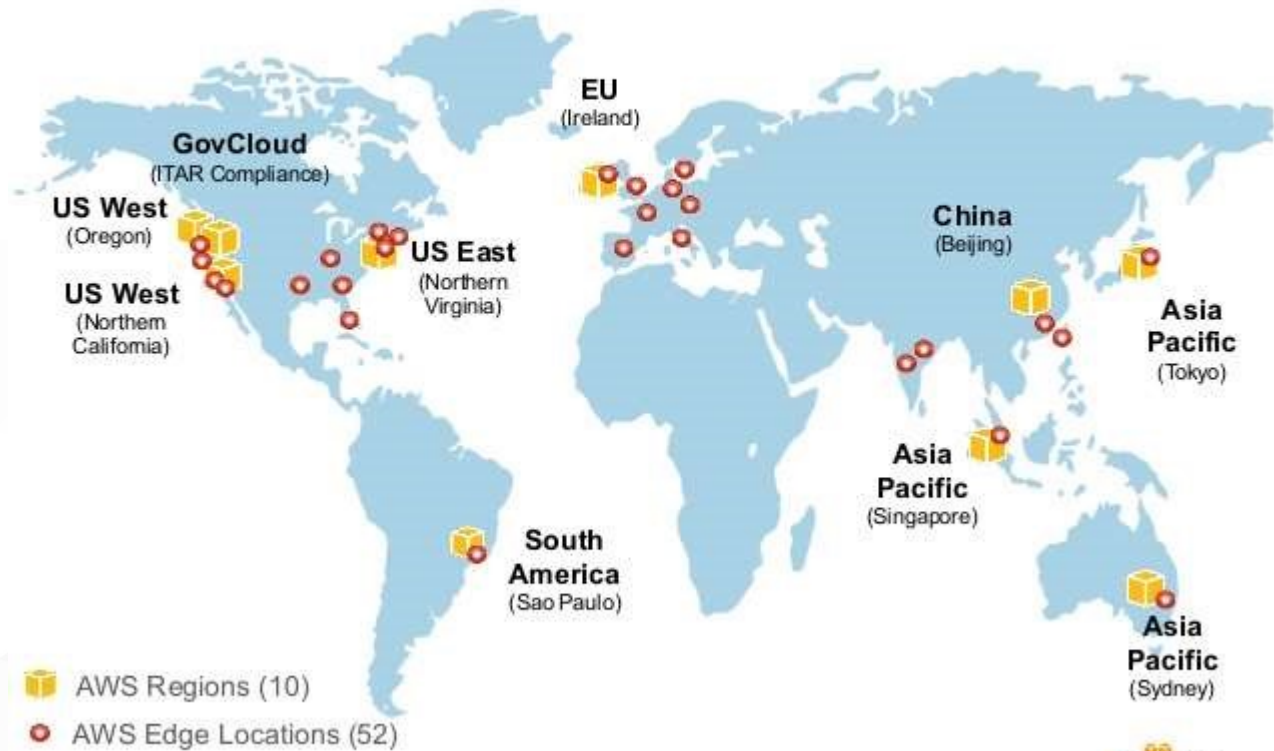 EU
(Ireland)
GovCloud
(ITAR Compliance)
US West
(Oregon)
China
(Beijing)
US East
(Northern
Virginia)
US West
(Northern
California)
Asia
Pacific
(Tokyo)
Asia
Pacific
(Singapore)
South
America
(Sao Paulo)
Asia
Pacific
(Sydney)
AWS Regions (10)
AWS Edge Locations (52)